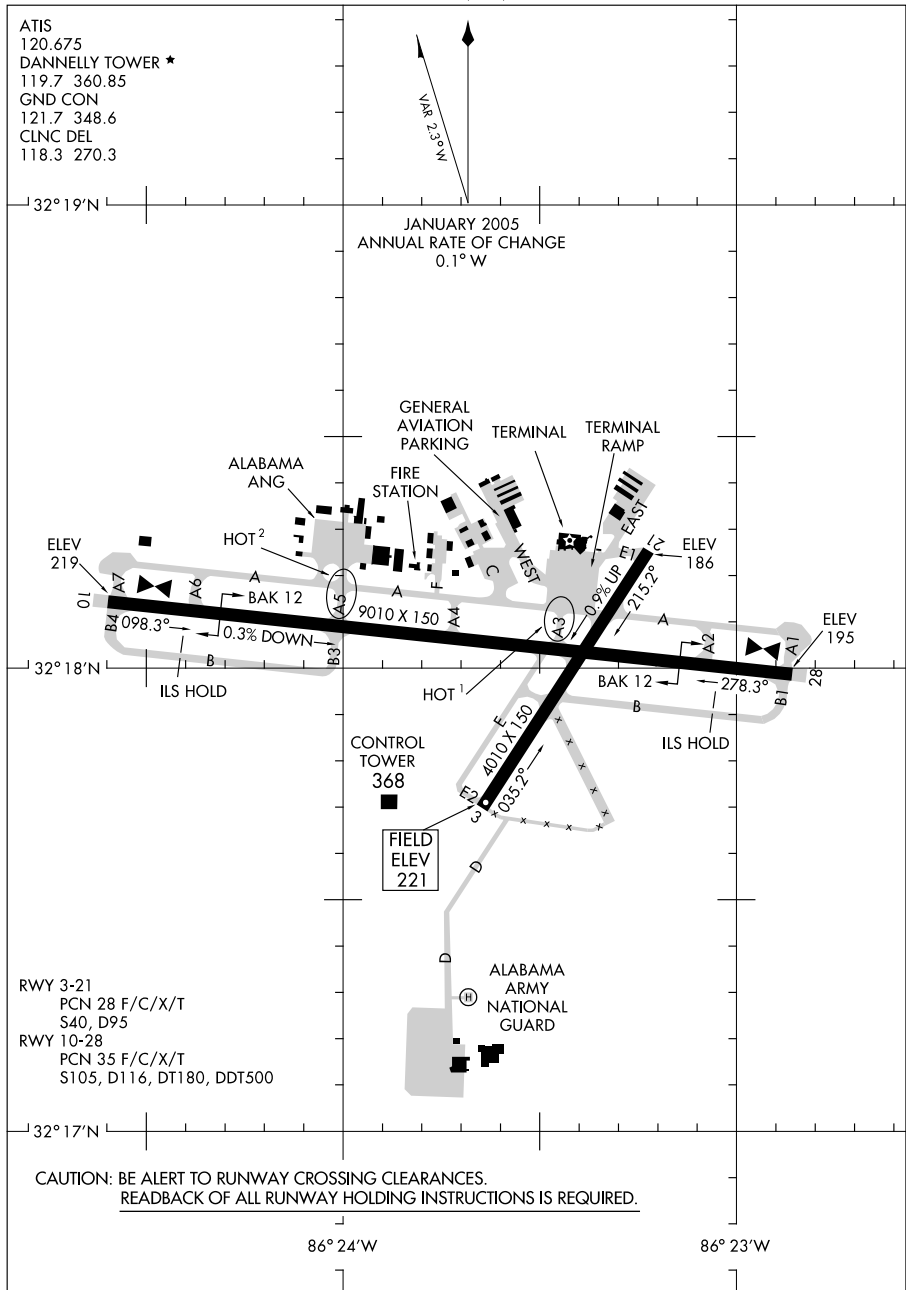 ATIS
120.675
DANNELLY TOWER ★
119.7 360.85
GND CON
121.7 348.6
CLNC DEL
118.3 270.3
VAR 2.3° W
32° 19'N
JANUARY 2005
ANNUAL RATE OF CHANGE
0.1° W
GENERAL
AVIATION
PARKING
TERMINAL
TERMINAL
RAMP
ALABAMA
ANG
FIRE
STATION
HOT 2
EAST
WEST
ELEV
219
ELEV
186
21
E1
A7
A6
A
A5
A
F
C
A4
A3
A
A2
A1
BAK 12
9010 X 150
0.9% UP
215.2°
10
B4
098.3°
0.3% DOWN
B3
B
ILS HOLD
32° 18'N
HOT 1
BAK 12
278.3°
28
B1
B
ELEV
195
ILS HOLD
E
4010 X 150
035.2°
E2
3
CONTROL
TOWER
368
FIELD
ELEV
221
D
D
H
ALABAMA
ARMY
NATIONAL
GUARD
RWY 3-21
PCN 28 F/C/X/T
S40, D95
RWY 10-28
PCN 35 F/C/X/T
S105, D116, DT180, DDT500
32° 17'N
CAUTION: BE ALERT TO RUNWAY CROSSING CLEARANCES.
READBACK OF ALL RUNWAY HOLDING INSTRUCTIONS IS REQUIRED.
86° 24'W
86° 23'W